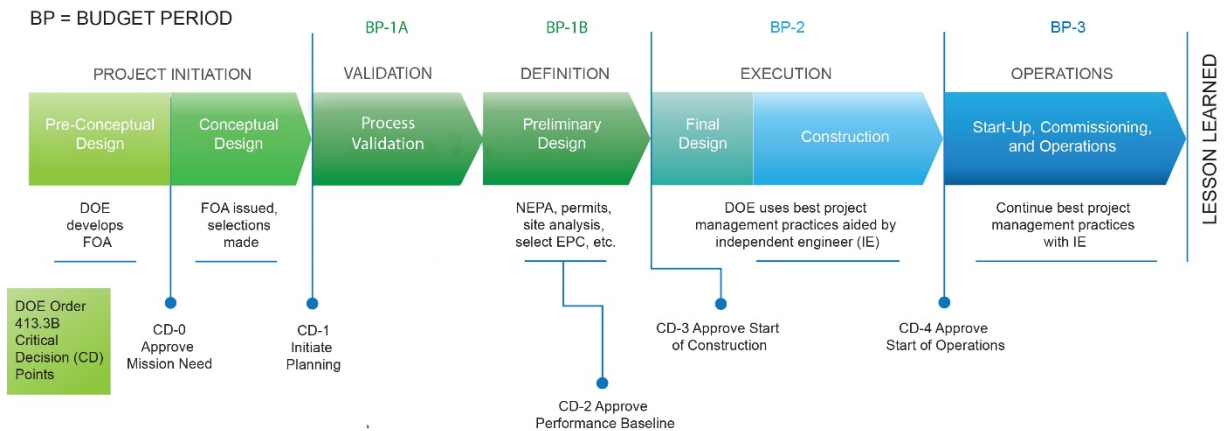 BP = BUDGET PERIOD
BP-1A
BP-1B
BP-2
BP-3
PROJECT INITIATION
VALIDATION
DEFINITION
EXECUTION
OPERATIONS
Pre-Conceptual
Design
Conceptual
Design
Process
Validation
Preliminary
Design
Final
Design
Construction
Start-Up, Commissioning,
and Operations
LESSON LEARNED
DOE
develops
FOA
FOA issued,
selections
made
NEPA, permits,
site analysis,
select EPC, etc.
DOE uses best project
management practices aided by
independent engineer (IE)
Continue best project
management practices
with IE
DOE Order
413.3B
Critical
Decision (CD)
Points
CD-0
Approve
Mission Need
CD-1
Initiate
Planning
CD-2 Approve
Performance Baseline
CD-3 Approve Start
of Construction
CD-4 Approve
Start of Operations